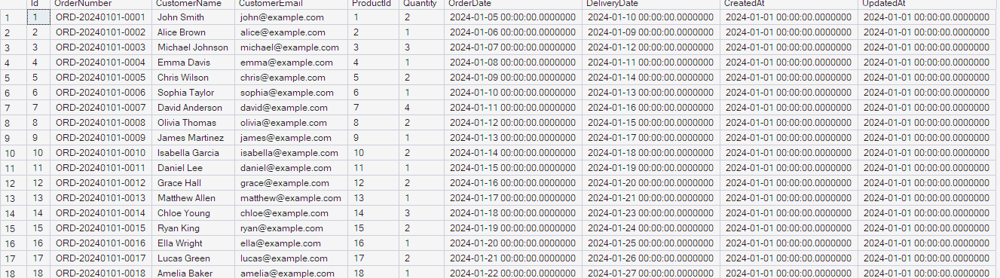 Id OrderNumber CustomerName CustomerEmail ProductId Quantity OrderDate DeliveryDate CreatedAt UpdatedAt
1 1 ORD-20240101-0001 John Smith john@example.com 1 2 2024-01-05 00:00:00.0000000 2024-01-10 00:00:00.0000000 2024-01-01 00:00:00.0000000 2024-01-01 00:00:00.0000000
2 2 ORD-20240101-0002 Alice Brown alice@example.com 2 1 2024-01-06 00:00:00.0000000 2024-01-09 00:00:00.0000000 2024-01-01 00:00:00.0000000 2024-01-01 00:00:00.0000000
3 3 ORD-20240101-0003 Michael Johnson michael@example.com 3 3 2024-01-07 00:00:00.0000000 2024-01-12 00:00:00.0000000 2024-01-01 00:00:00.0000000 2024-01-01 00:00:00.0000000
4 4 ORD-20240101-0004 Emma Davis emma@example.com 4 1 2024-01-08 00:00:00.0000000 2024-01-11 00:00:00.0000000 2024-01-01 00:00:00.0000000 2024-01-01 00:00:00.0000000
5 5 ORD-20240101-0005 Chris Wilson chris@example.com 5 2 2024-01-09 00:00:00.0000000 2024-01-14 00:00:00.0000000 2024-01-01 00:00:00.0000000 2024-01-01 00:00:00.0000000
6 6 ORD-20240101-0006 Sophia Taylor sophia@example.com 6 1 2024-01-10 00:00:00.0000000 2024-01-13 00:00:00.0000000 2024-01-01 00:00:00.0000000 2024-01-01 00:00:00.0000000
7 7 ORD-20240101-0007 David Anderson david@example.com 7 4 2024-01-11 00:00:00.0000000 2024-01-16 00:00:00.0000000 2024-01-01 00:00:00.0000000 2024-01-01 00:00:00.0000000
8 8 ORD-20240101-0008 Olivia Thomas olivia@example.com 8 2 2024-01-12 00:00:00.0000000 2024-01-15 00:00:00.0000000 2024-01-01 00:00:00.0000000 2024-01-01 00:00:00.0000000
9 9 ORD-20240101-0009 James Martinez james@example.com 9 1 2024-01-13 00:00:00.0000000 2024-01-17 00:00:00.0000000 2024-01-01 00:00:00.0000000 2024-01-01 00:00:00.0000000
10 10 ORD-20240101-0010 Isabella Garcia isabella@example.com 10 2 2024-01-14 00:00:00.0000000 2024-01-18 00:00:00.0000000 2024-01-01 00:00:00.0000000 2024-01-01 00:00:00.0000000
11 11 ORD-20240101-0011 Daniel Lee daniel@example.com 11 1 2024-01-15 00:00:00.0000000 2024-01-19 00:00:00.0000000 2024-01-01 00:00:00.0000000 2024-01-01 00:00:00.0000000
12 12 ORD-20240101-0012 Grace Hall grace@example.com 12 2 2024-01-16 00:00:00.0000000 2024-01-20 00:00:00.0000000 2024-01-01 00:00:00.0000000 2024-01-01 00:00:00.0000000
13 13 ORD-20240101-0013 Matthew Allen matthew@example.com 13 1 2024-01-17 00:00:00.0000000 2024-01-21 00:00:00.0000000 2024-01-01 00:00:00.0000000 2024-01-01 00:00:00.0000000
14 14 ORD-20240101-0014 Chloe Young chloe@example.com 14 3 2024-01-18 00:00:00.0000000 2024-01-23 00:00:00.0000000 2024-01-01 00:00:00.0000000 2024-01-01 00:00:00.0000000
15 15 ORD-20240101-0015 Ryan King ryan@example.com 15 2 2024-01-19 00:00:00.0000000 2024-01-24 00:00:00.0000000 2024-01-01 00:00:00.0000000 2024-01-01 00:00:00.0000000
16 16 ORD-20240101-0016 Ella Wright ella@example.com 16 1 2024-01-20 00:00:00.0000000 2024-01-25 00:00:00.0000000 2024-01-01 00:00:00.0000000 2024-01-01 00:00:00.0000000
17 17 ORD-20240101-0017 Lucas Green lucas@example.com 17 2 2024-01-21 00:00:00.0000000 2024-01-26 00:00:00.0000000 2024-01-01 00:00:00.0000000 2024-01-01 00:00:00.0000000
18 18 ORD-20240101-0018 Amelia Baker amelia@example.com 18 1 2024-01-22 00:00:00.0000000 2024-01-27 00:00:00.0000000 2024-01-01 00:00:00.0000000 2024-01-01 00:00:00.0000000